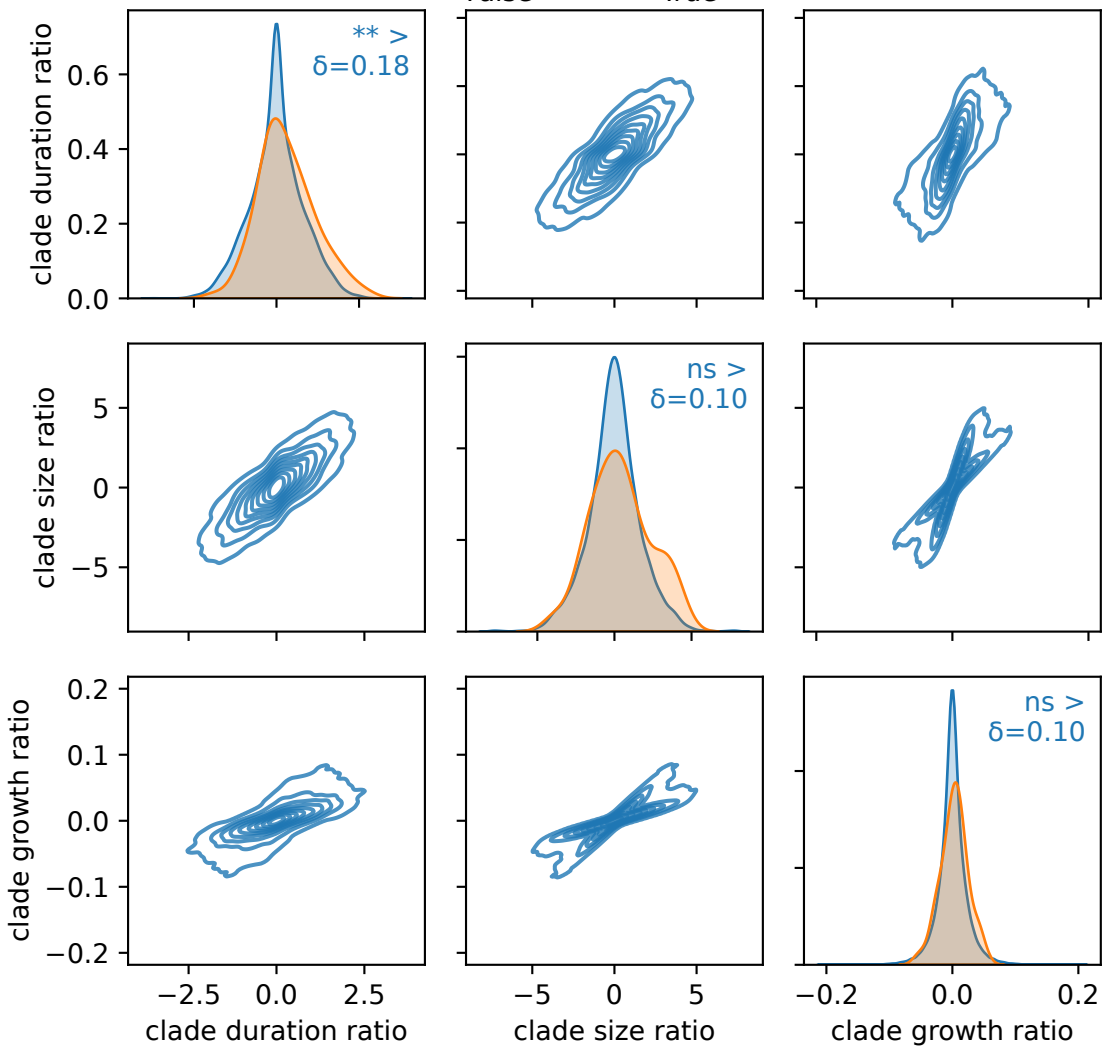 clade duration ratio
0.0
0.2
0.4
0.6
** >
δ=0.18
clade size ratio
−5
0
5
ns >
δ=0.10
clade growth ratio
−0.2
−0.1
0.0
0.1
0.2
ns >
δ=0.10
−2.5 0.0 2.5
−5 0 5
−0.2 0.0 0.2
clade duration ratio
clade size ratio
clade growth ratio